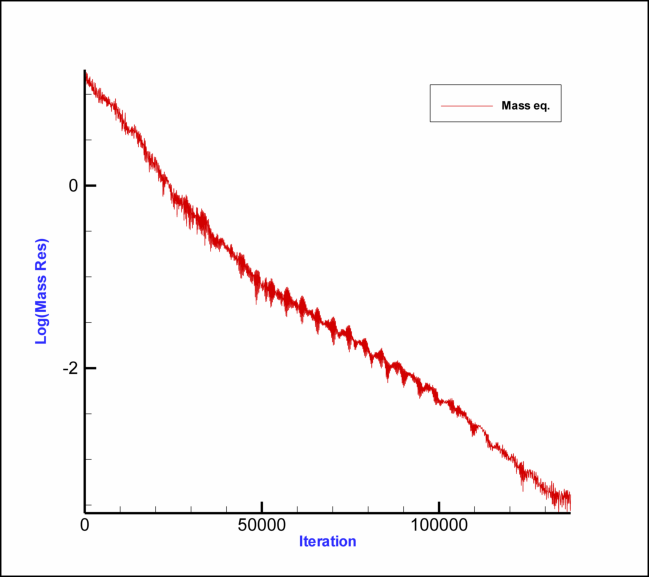 Mass eq.
0
-2
Log(Mass Res)
0
50000
100000
Iteration